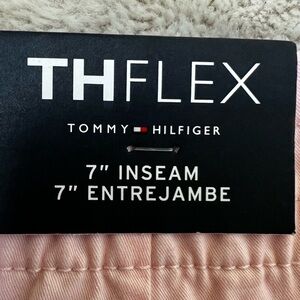 THFLEX
TOMMY HILFIGER
7" INSEAM
7" ENTREJAMBE